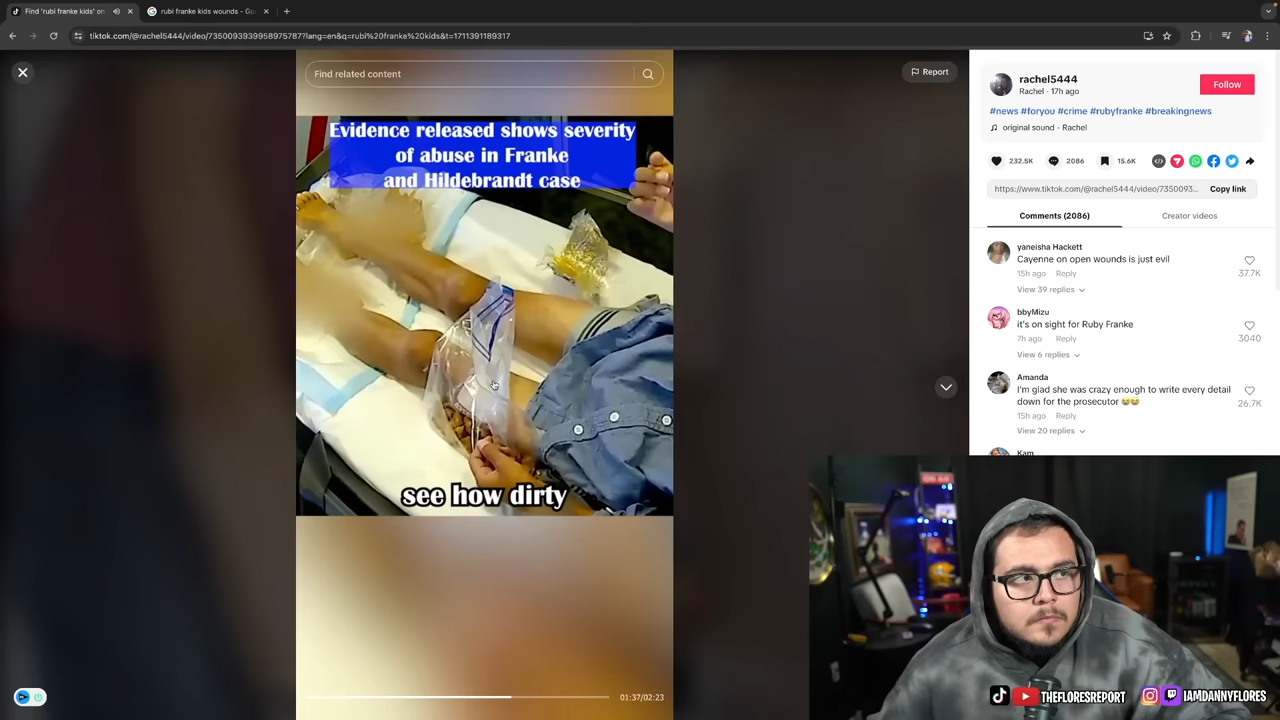 Find 'rubi franke kids' on
rubi franke kids wounds - Go
tiktok.com/@rachel5444/video/7350093939958975787?lang=en&q=rubi%20franke%20kids&t=1711391189317
Find related content
Report
Evidence released shows severity
of abuse in Franke
and Hildebrandt case
see how dirty
01:37/02:23
rachel5444
Rachel · 17h ago
Follow
#news #foryou #crime #rubyfranke #breakingnews
original sound - Rachel
232.5K
2086
15.6K
https://www.tiktok.com/@rachel5444/video/7350093...
Copy link
Comments (2086)
Creator videos
yaneisha Hackett
Cayenne on open wounds is just evil
15h ago Reply
37.7K
View 39 replies
bbyMizu
it's on sight for Ruby Franke
7h ago Reply
3040
View 6 replies
Amanda
I'm glad she was crazy enough to write every detail
down for the prosecutor 😂😂
15h ago Reply
26.7K
View 20 replies
Kam
THEFLORESREPORT
IAMDANNYFLORES